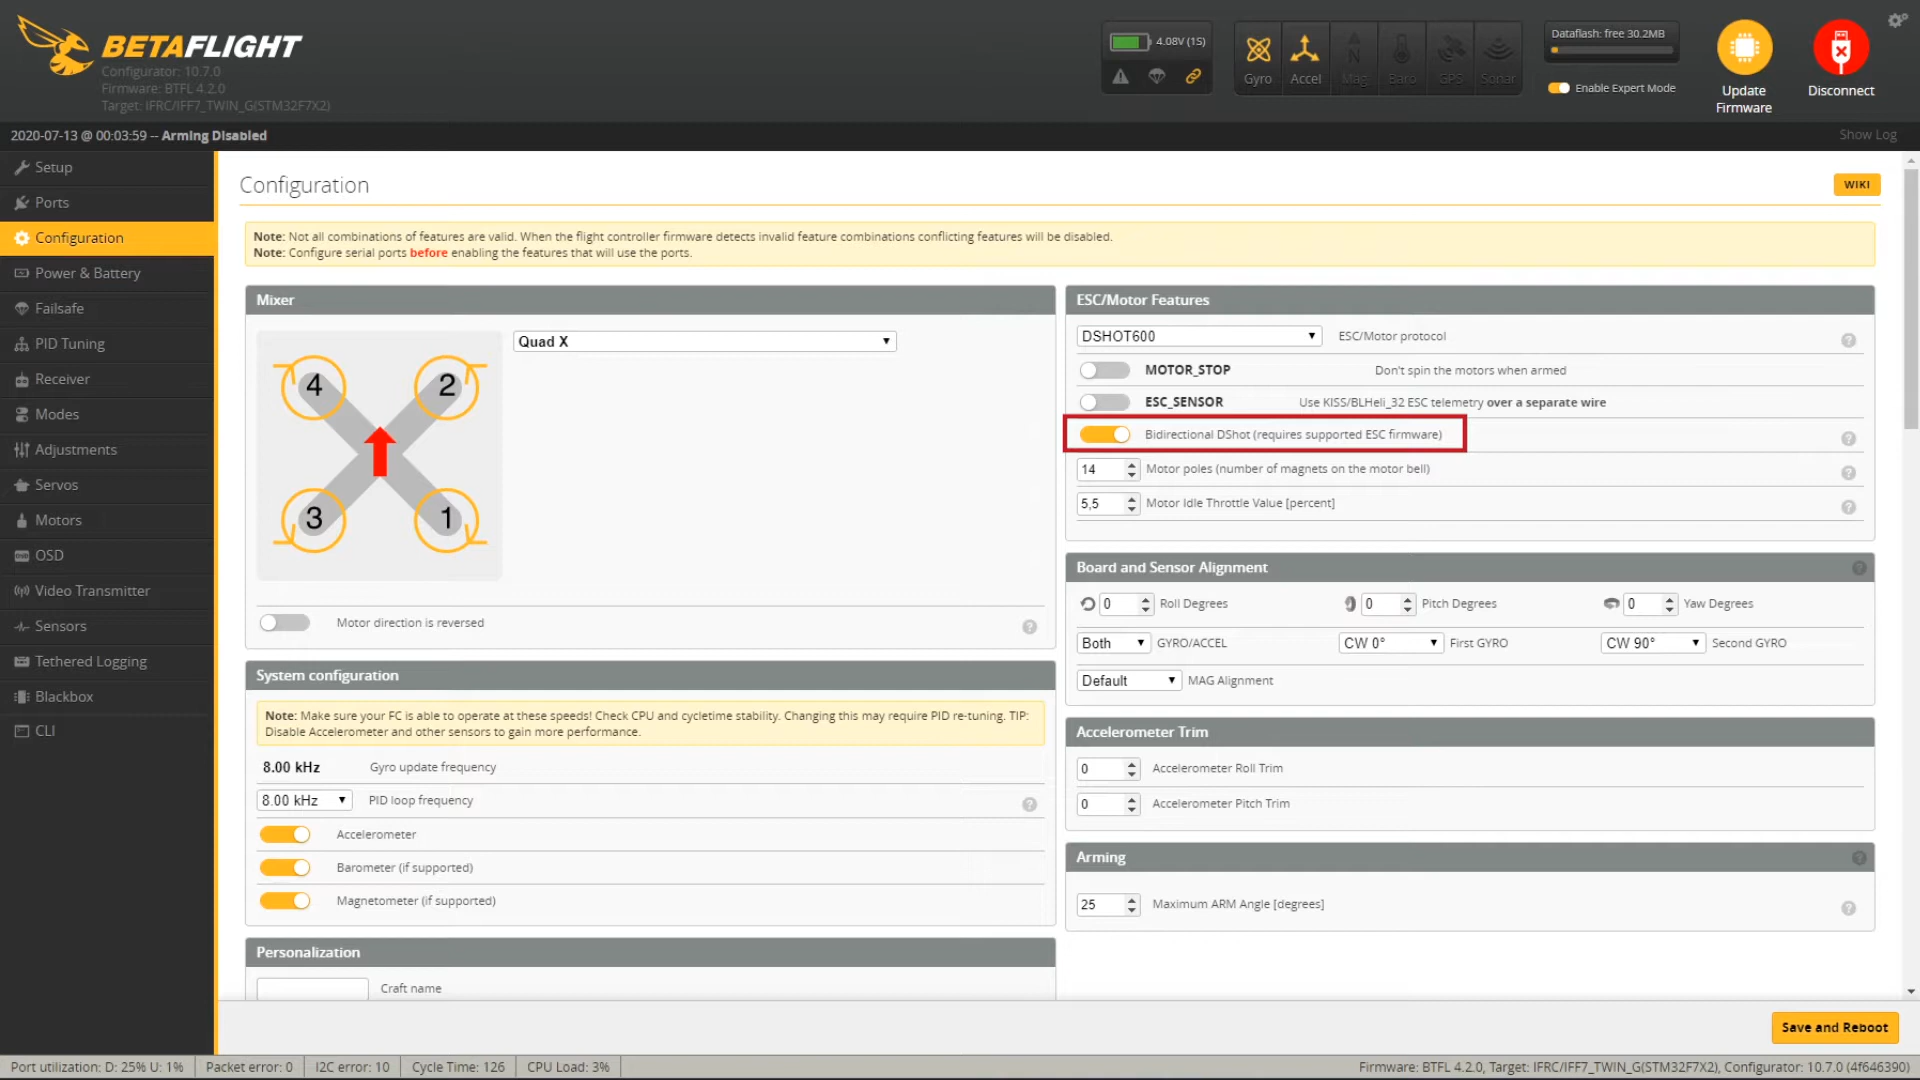 BETAFLIGHT
Configurator: 10.7.0
Firmware: BTFL 4.2.0
Target: IFRC/IFF7_TWIN_G(STM32F7X2)
4.08V (1S)
Gyro
Accel
Mag
Baro
GPS
Sonar
Dataflash: free 30.2MB
Enable Expert Mode
Update
Firmware
Disconnect
2020-07-13 @ 00:03:59 -- Arming Disabled
Show Log
Setup
Ports
Configuration
Power & Battery
Failsafe
PID Tuning
Receiver
Modes
Adjustments
Servos
Motors
OSD
Video Transmitter
Sensors
Tethered Logging
Blackbox
CLI
Configuration
WIKI
Note: Not all combinations of features are valid. When the flight controller firmware detects invalid feature combinations conflicting features will be disabled.
Note: Configure serial ports before enabling the features that will use the ports.
Mixer
Quad X
4
2
3
1
Motor direction is reversed
System configuration
Note: Make sure your FC is able to operate at these speeds! Check CPU and cycletime stability. Changing this may require PID re-tuning. TIP:
Disable Accelerometer and other sensors to gain more performance.
8.00 kHz Gyro update frequency
8.00 kHz PID loop frequency
Accelerometer
Barometer (if supported)
Magnetometer (if supported)
Personalization
Craft name
ESC/Motor Features
DSHOT600 ESC/Motor protocol
MOTOR_STOP Don't spin the motors when armed
ESC_SENSOR Use KISS/BLHeli_32 ESC telemetry over a separate wire
Bidirectional DShot (requires supported ESC firmware)
14 Motor poles (number of magnets on the motor bell)
5,5 Motor Idle Throttle Value [percent]
Board and Sensor Alignment
0 Roll Degrees 0 Pitch Degrees 0 Yaw Degrees
Both GYRO/ACCEL CW 0° First GYRO CW 90° Second GYRO
Default MAG Alignment
Accelerometer Trim
0 Accelerometer Roll Trim
0 Accelerometer Pitch Trim
Arming
25 Maximum ARM Angle [degrees]
Save and Reboot
Port utilization: D: 25% U: 1% Packet error: 0 I2C error: 10 Cycle Time: 126 CPU Load: 3% Firmware: BTFL 4.2.0, Target: IFRC/IFF7_TWIN_G(STM32F7X2), Configurator: 10.7.0 (4f646390)